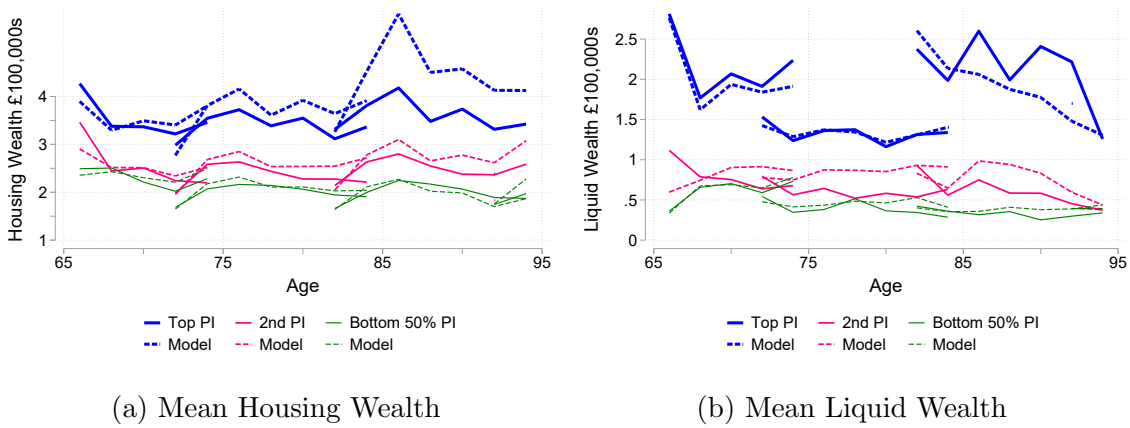 Housing Wealth £100,000s
4
3
2
1
65
75
85
95
Age
Top PI
2nd PI
Bottom 50% PI
Model
Model
Model
(a) Mean Housing Wealth
Liquid Wealth £100,000s
2.5
2
1.5
1
.5
0
65
75
85
95
Age
Top PI
2nd PI
Bottom 50% PI
Model
Model
Model
(b) Mean Liquid Wealth